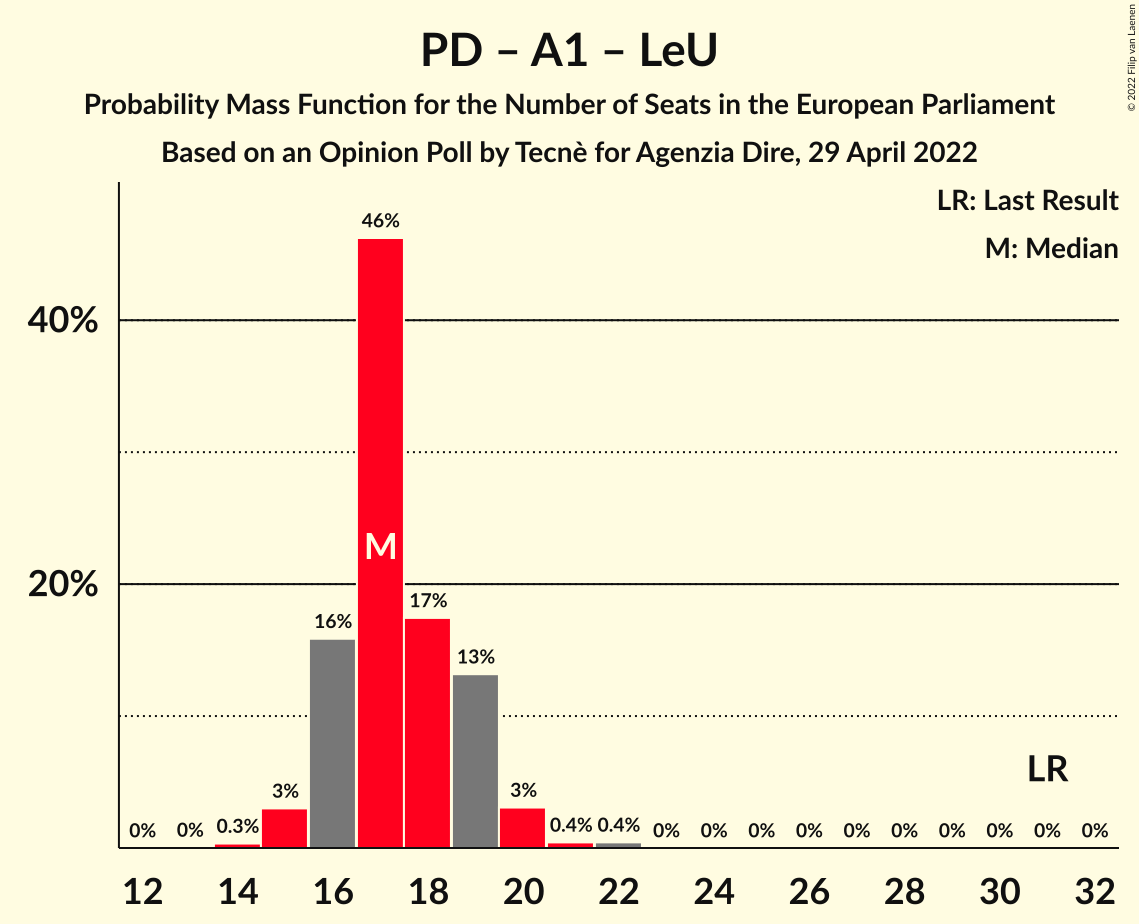 PD – A1 – LeU
Probability Mass Function for the Number of Seats in the European Parliament
Based on an Opinion Poll by Tecnè for Agenzia Dire, 29 April 2022
© 2022 Filip van Laenen
LR: Last Result
M: Median
46%
40%
M
20%
17%
16%
13%
LR
3%
3%
0% 0% 0.3% 0.4% 0.4% 0% 0% 0% 0% 0% 0% 0% 0% 0% 0%
12 14 16 18 20 22 24 26 28 30 32